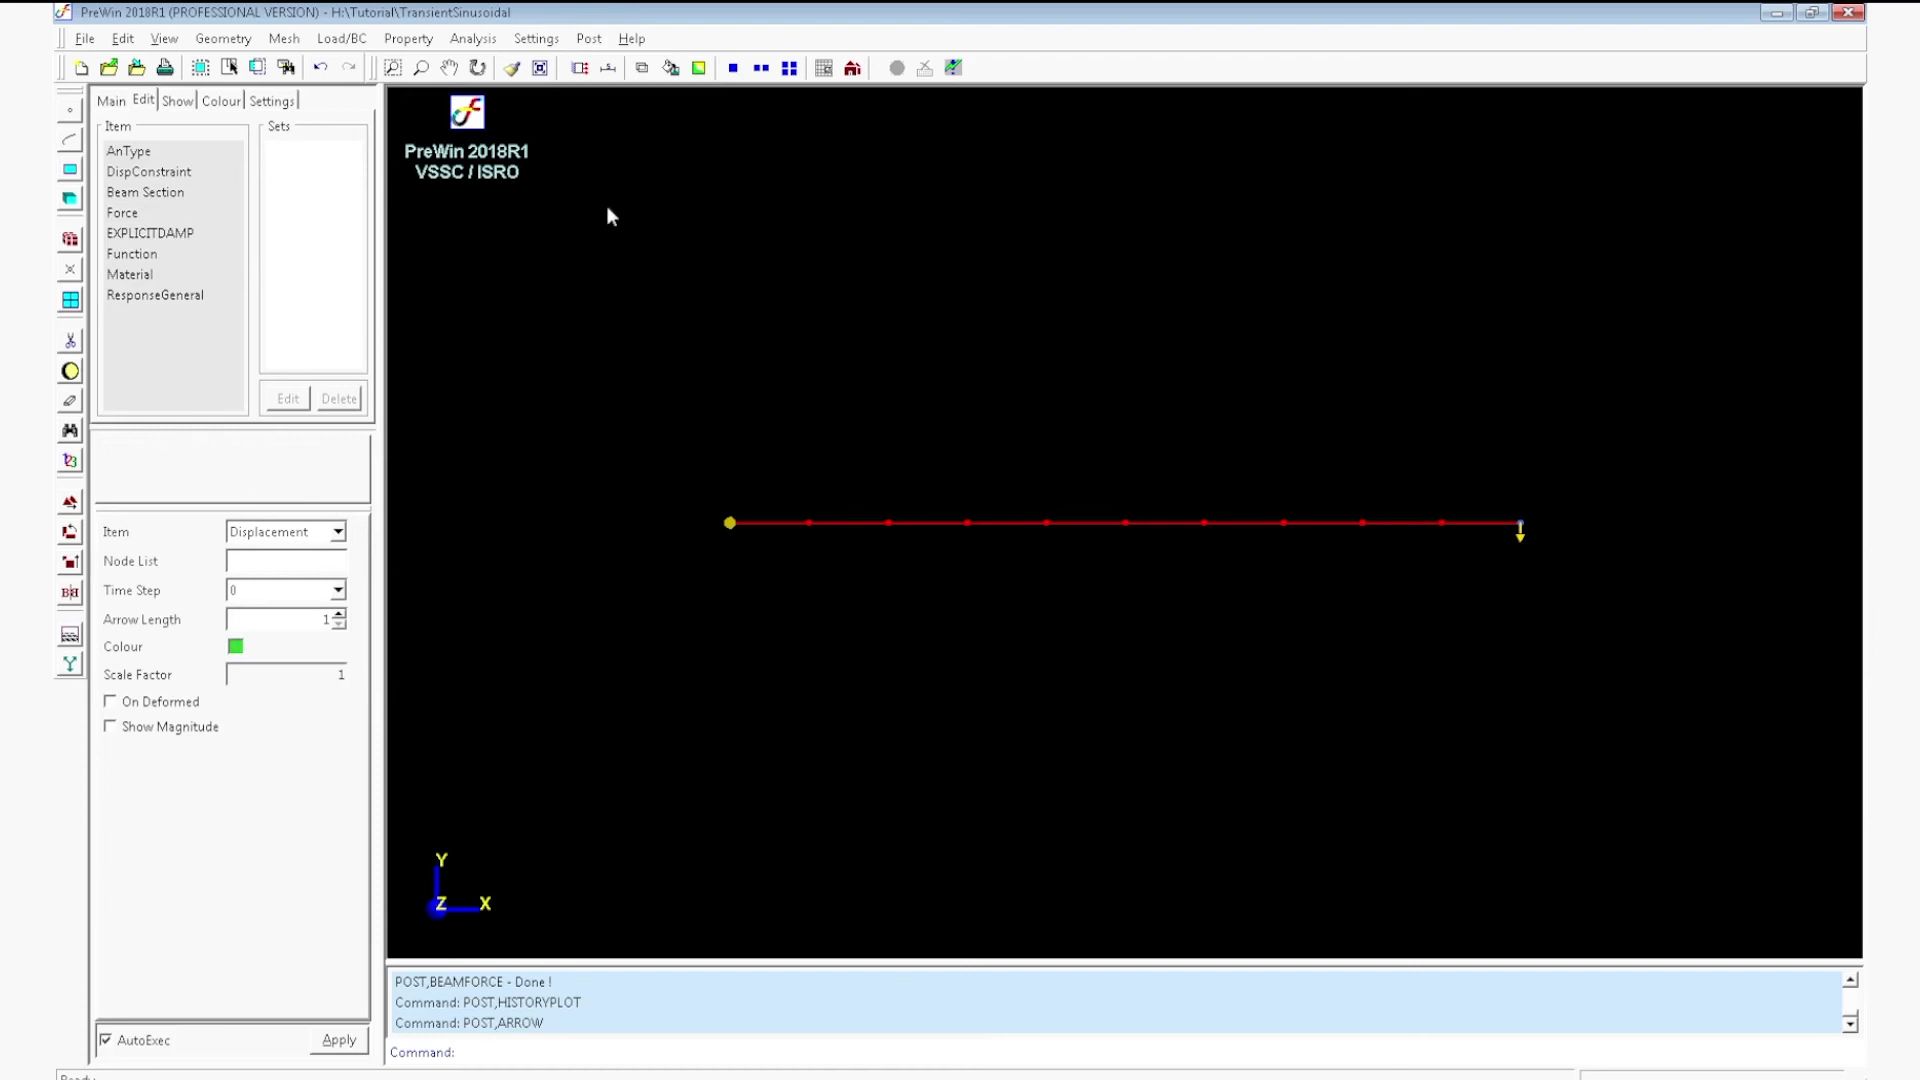 PreWin 2018R1 (PROFESSIONAL VERSION) - H:\Tutorial\TransientSinusoidal
File Edit View Geometry Mesh Load/BC Property Analysis Settings Post Help
Main Edit Show Colour Settings
Item Sets
AnType
DispConstraint
Beam Section
Force
EXPLICITDAMP
Function
Material
ResponseGeneral
Edit Delete
PreWin 2018R1
VSSC / ISRO
Item Displacement
Node List
Time Step 0
Arrow Length 1
Colour
Scale Factor 1
On Deformed
Show Magnitude
AutoExec Apply
Y
Z X
POST,BEAMFORCE - Done !
Command: POST,HISTORYPLOT
Command: POST,ARROW
Command:
Ready